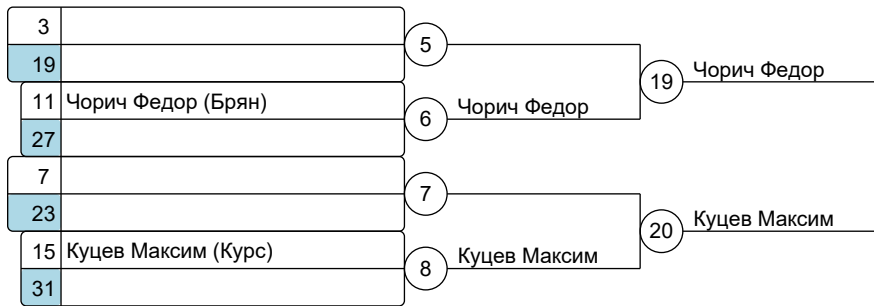 3
5
19
19 Чорич Федор
11 Чорич Федор (Брян)
6 Чорич Федор
27
7
7
23
20 Куцев Максим
15 Куцев Максим (Курс)
8 Куцев Максим
31